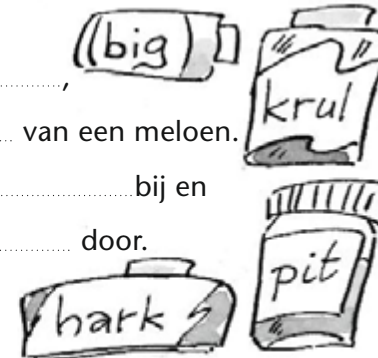 big
..........,
krul
... van een meloen.
....................bij en
............ door.
pit
hark